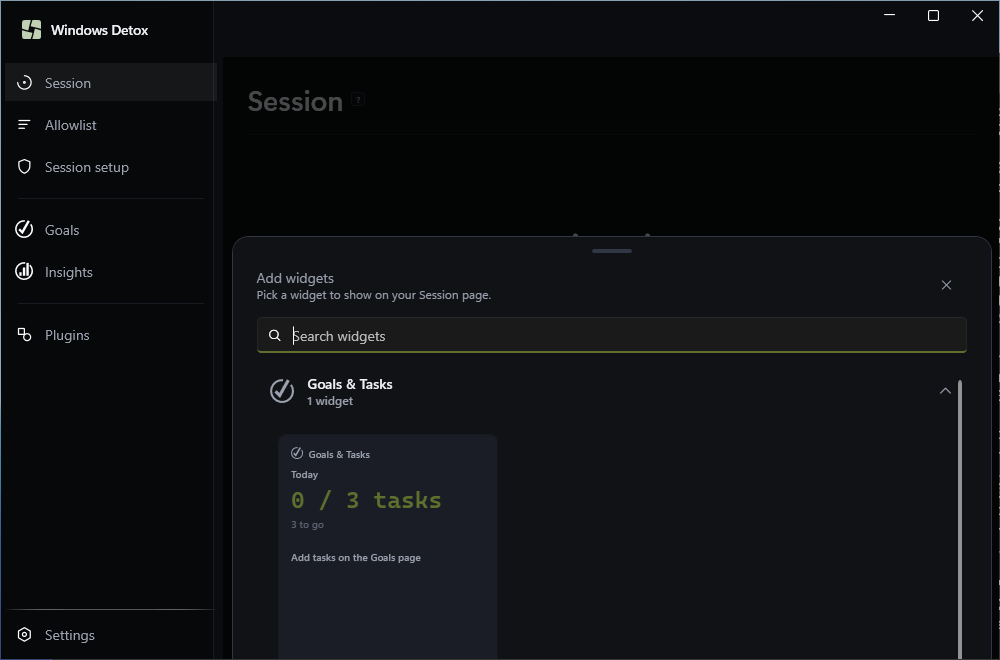 Windows Detox
Session
Allowlist
Session setup
Goals
Insights
Plugins
Settings
Session ?
Add widgets
Pick a widget to show on your Session page.
Search widgets
Goals & Tasks
1 widget
Goals & Tasks
Today
0 / 3 tasks
3 to go
Add tasks on the Goals page